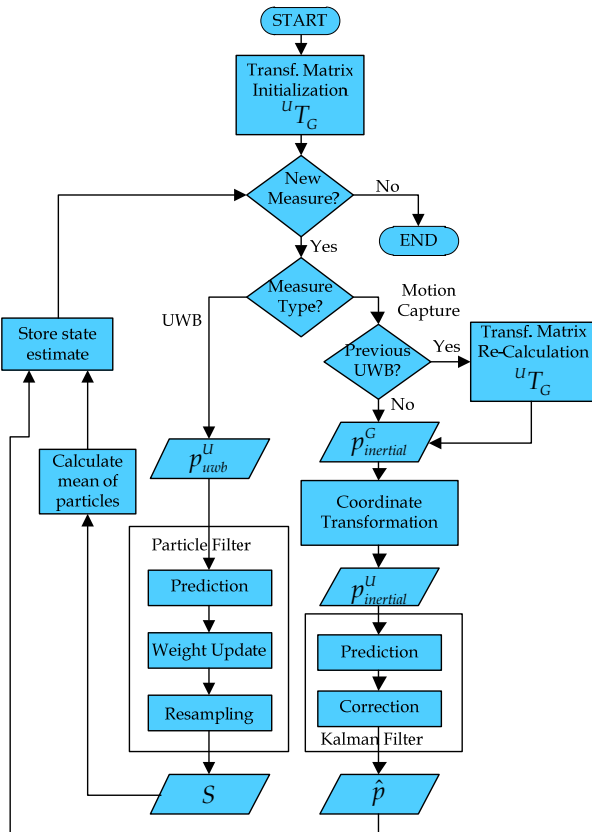 START
Transf. Matrix
Initialization
ᵁT_G
New
Measure?
No
END
Yes
Measure
Type?
UWB
Motion
Capture
Previous
UWB?
Yes
Transf. Matrix
Re-Calculation
ᵁT_G
No
Store state
estimate
Calculate
mean of
particles
p^U_uwb
p^G_inertial
Coordinate
Transformation
p^U_inertial
Particle Filter
Prediction
Weight Update
Resampling
S
Prediction
Correction
Kalman Filter
p̂